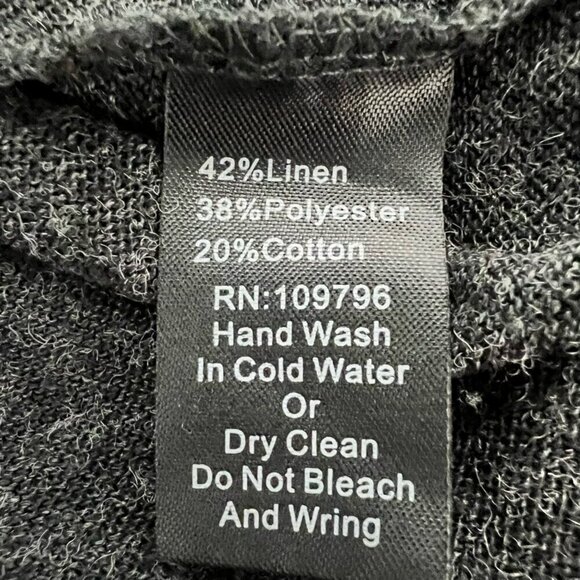 42%Linen
38%Polyester
20%Cotton
RN:109796
Hand Wash
In Cold Water
Or
Dry Clean
Do Not Bleach
And Wring